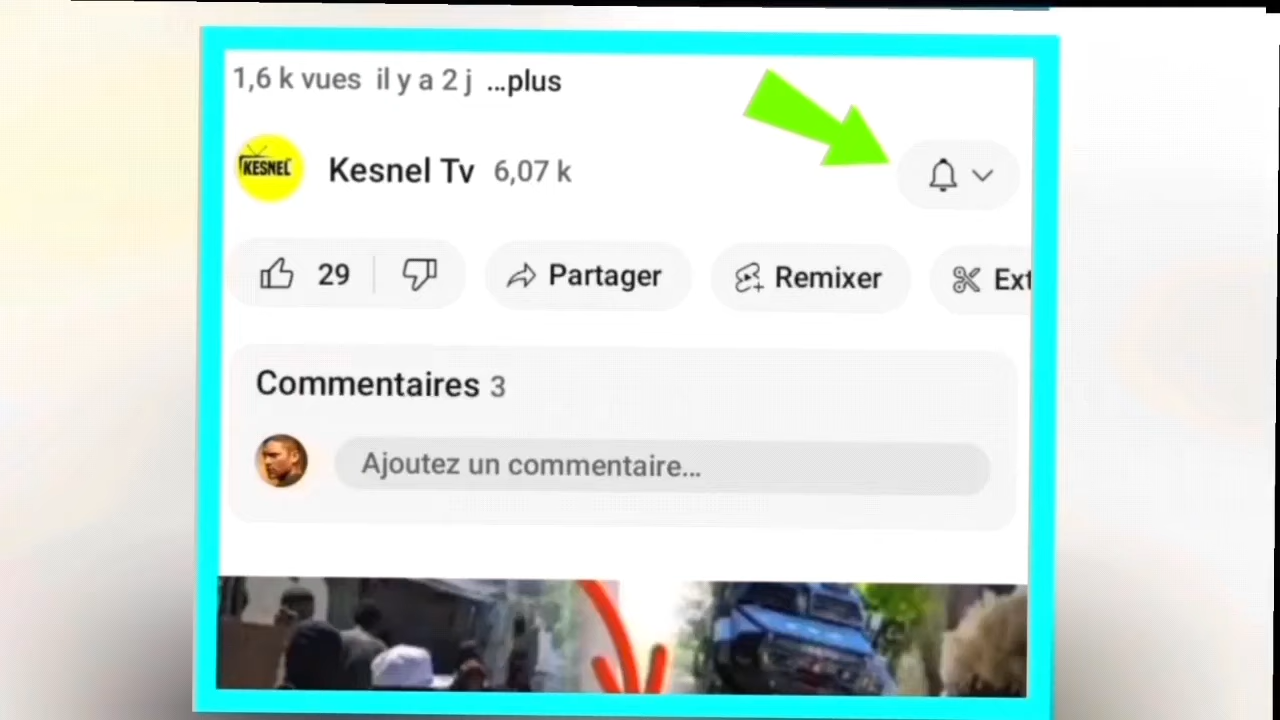 1,6 k vues il y a 2 j ...plus
KESNEL
Kesnel Tv 6,07 k
29 Partager Remixer Ext
Commentaires 3
Ajoutez un commentaire...